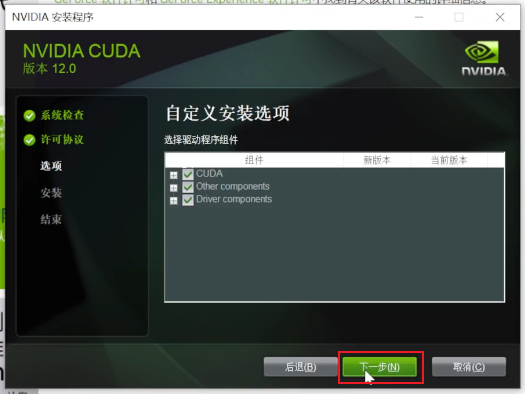 NVIDIA 安装程序
NVIDIA CUDA
版本 12.0
NVIDIA.
系统检查
许可协议
选项
安装
结束
自定义安装选项
选择驱动程序组件
组件 新版本 当前版本
CUDA
Other components
Driver components
后退(B) 下一步(N) 取消(C)